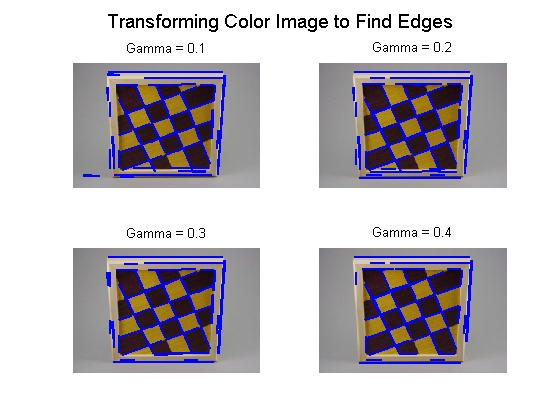 Transforming Color Image to Find Edges
Gamma = 0.1
Gamma = 0.2
Gamma = 0.3
Gamma = 0.4